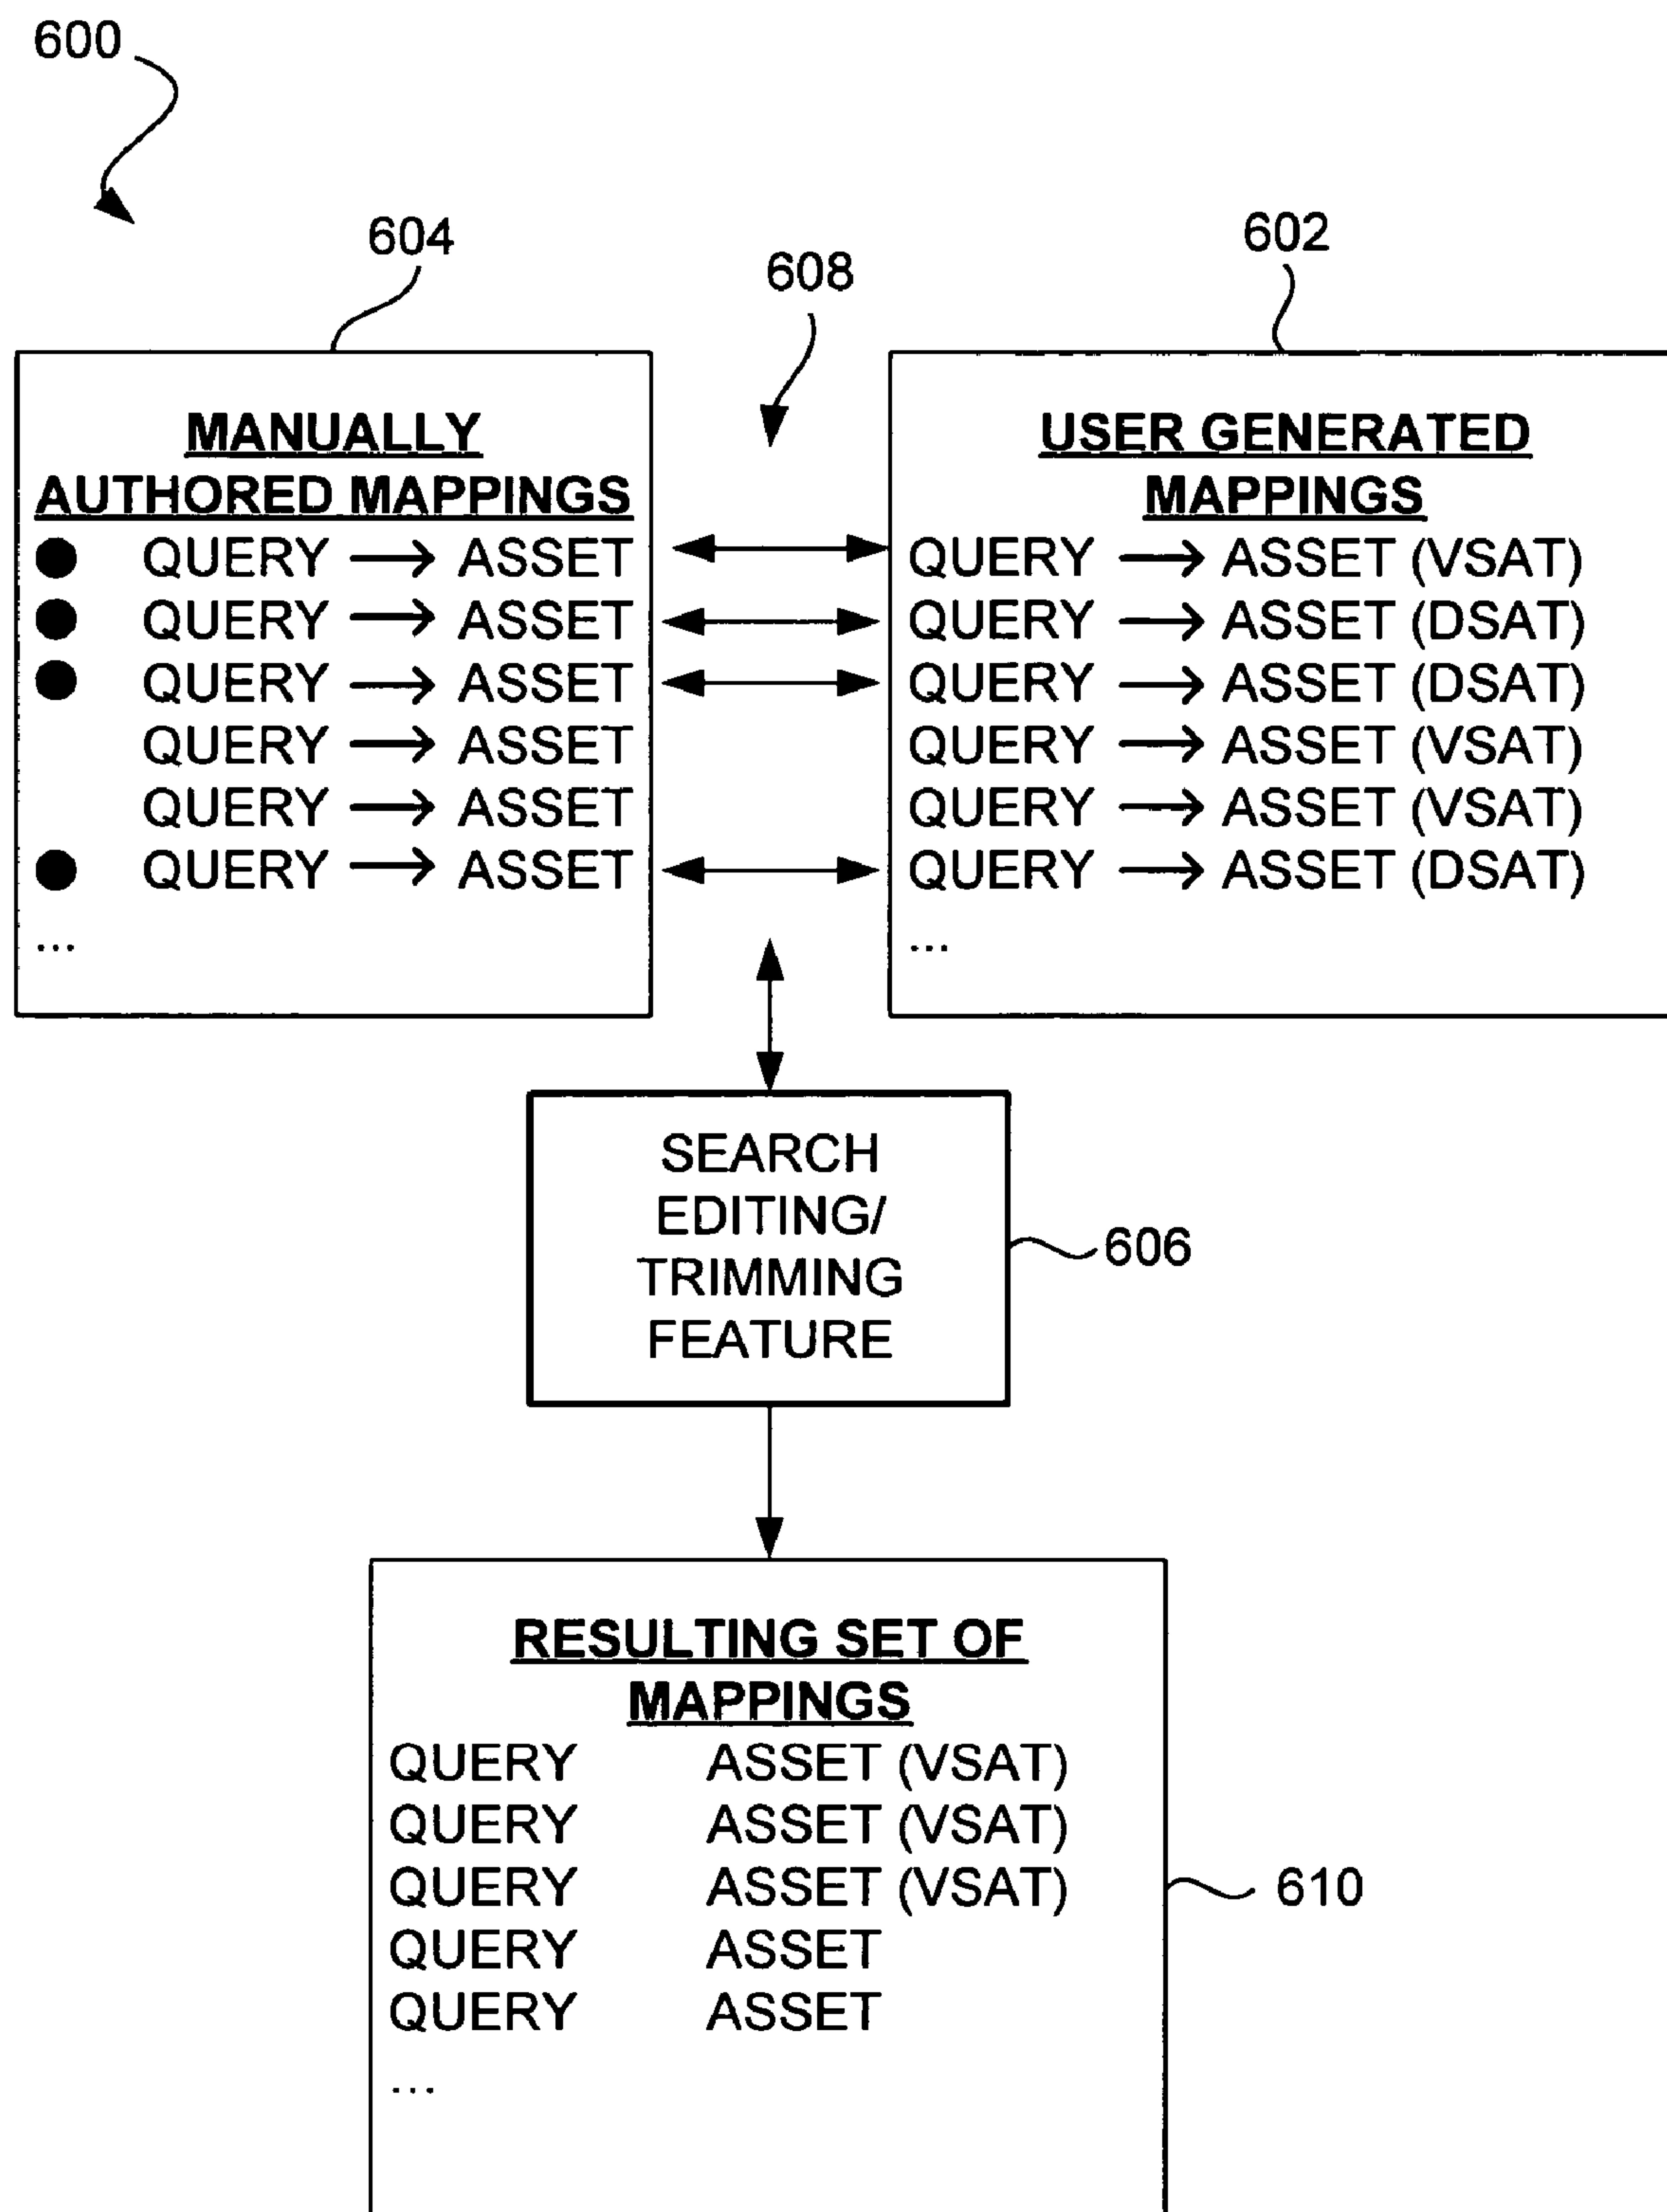 600
604
608
602
MANUALLY
AUTHORED MAPPINGS
● QUERY → ASSET
● QUERY → ASSET
● QUERY → ASSET
QUERY → ASSET
QUERY → ASSET
● QUERY → ASSET
...
USER GENERATED
MAPPINGS
QUERY → ASSET (VSAT)
QUERY → ASSET (DSAT)
QUERY → ASSET (DSAT)
QUERY → ASSET (VSAT)
QUERY → ASSET (VSAT)
QUERY → ASSET (DSAT)
...
SEARCH
EDITING/
TRIMMING
FEATURE
606
RESULTING SET OF
MAPPINGS
QUERY ASSET (VSAT)
QUERY ASSET (VSAT)
QUERY ASSET (VSAT)
QUERY ASSET
QUERY ASSET
...
610